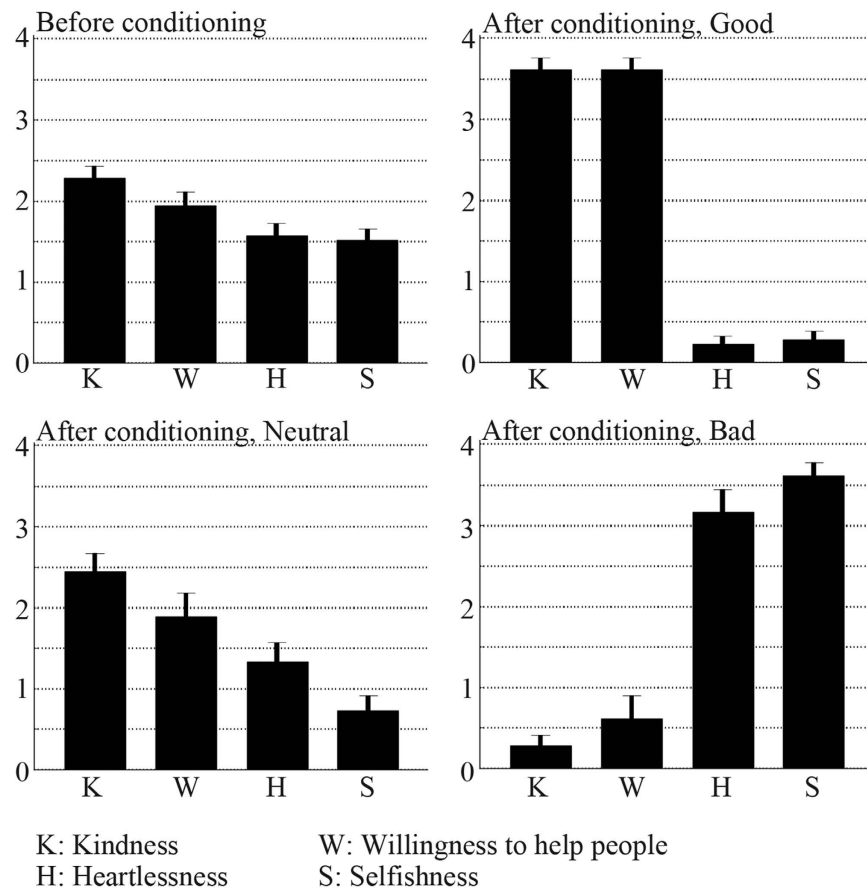 Before conditioning
4
3
2
1
0
K W H S
After conditioning, Good
4
3
2
1
0
K W H S
After conditioning, Neutral
4
3
2
1
0
K W H S
After conditioning, Bad
4
3
2
1
0
K W H S
K: Kindness W: Willingness to help people
H: Heartlessness S: Selfishness